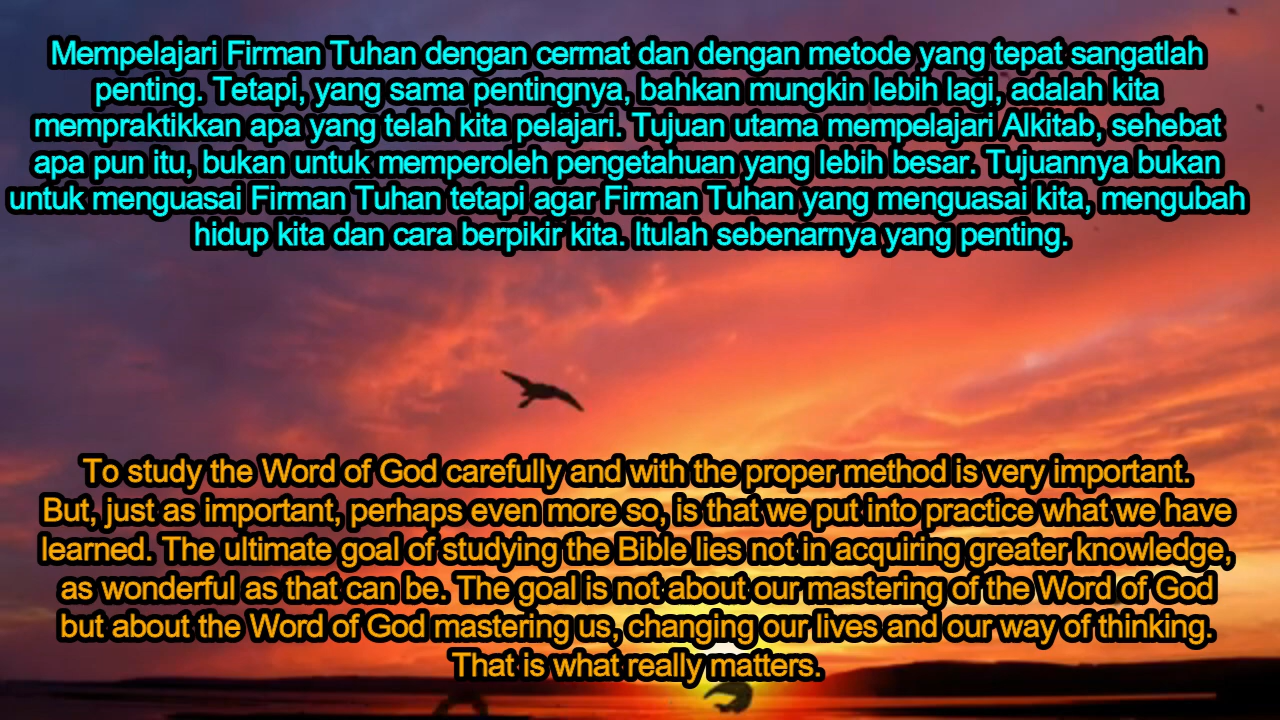 Mempelajari Firman Tuhan dengan cermat dan dengan metode yang tepat sangatlah
penting. Tetapi, yang sama pentingnya, bahkan mungkin lebih lagi, adalah kita
mempraktikkan apa yang telah kita pelajari. Tujuan utama mempelajari Alkitab, sehebat
apa pun itu, bukan untuk memperoleh pengetahuan yang lebih besar. Tujuannya bukan
untuk menguasai Firman Tuhan tetapi agar Firman Tuhan yang menguasai kita, mengubah
hidup kita dan cara berpikir kita. Itulah sebenarnya yang penting.
To study the Word of God carefully and with the proper method is very important.
But, just as important, perhaps even more so, is that we put into practice what we have
learned. The ultimate goal of studying the Bible lies not in acquiring greater knowledge,
as wonderful as that can be. The goal is not about our mastering of the Word of God
but about the Word of God mastering us, changing our lives and our way of thinking.
That is what really matters.